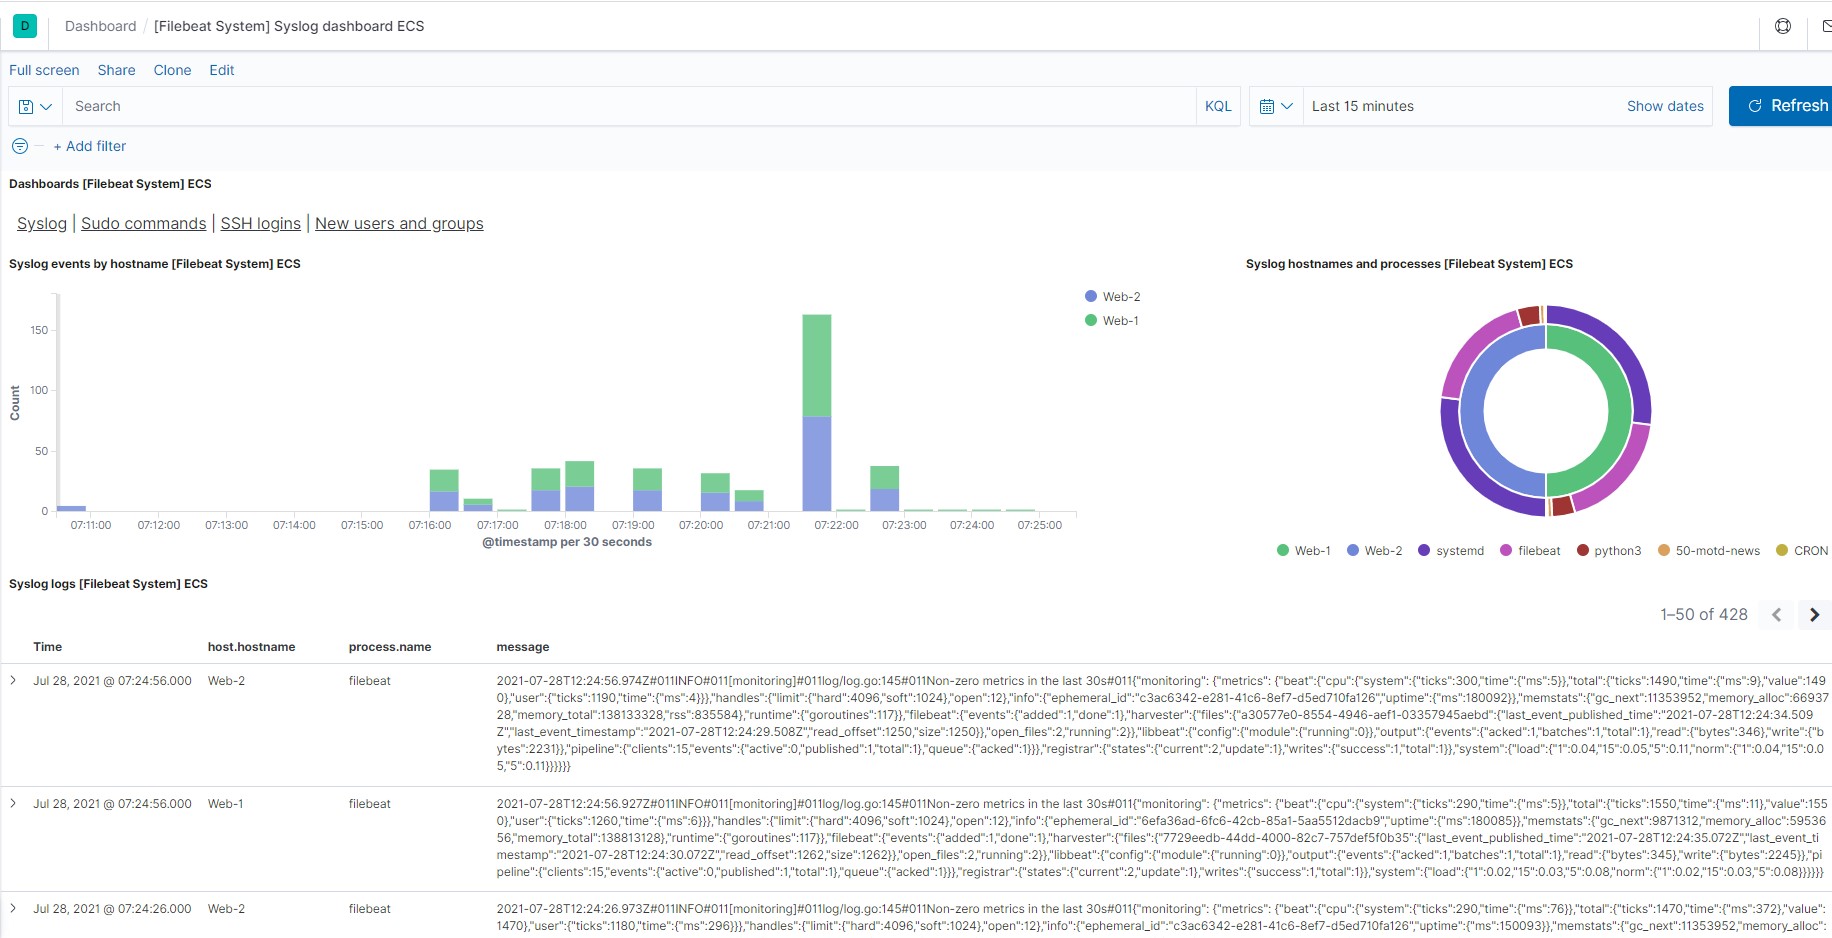 D Dashboard / [Filebeat System] Syslog dashboard ECS
Full screen Share Clone Edit
Search KQL Last 15 minutes Show dates Refresh
+ Add filter
Dashboards [Filebeat System] ECS
Syslog | Sudo commands | SSH logins | New users and groups
Syslog events by hostname [Filebeat System] ECS
150
100
50
0
Count
07:11:00 07:12:00 07:13:00 07:14:00 07:15:00 07:16:00 07:17:00 07:18:00 07:19:00 07:20:00 07:21:00 07:22:00 07:23:00 07:24:00 07:25:00
@timestamp per 30 seconds
Web-2
Web-1
Syslog hostnames and processes [Filebeat System] ECS
Web-1 Web-2 systemd filebeat python3 50-motd-news CRON
Syslog logs [Filebeat System] ECS
1–50 of 428
Time host.hostname process.name message
Jul 28, 2021 @ 07:24:56.000 Web-2 filebeat 2021-07-28T12:24:56.974Z#011INFO#011[monitoring]#011log/log.go:145#011Non-zero metrics in the last 30s#011{"monitoring": {"metrics": {"beat":{"cpu":{"system":{"ticks":300,"time":{"ms":5}},"total":{"ticks":1490,"time":{"ms":9},"value":149
0},"user":{"ticks":1190,"time":{"ms":4}}},"handles":{"limit":{"hard":4096,"soft":1024},"open":12},"info":{"ephemeral_id":"c3ac6342-e281-41c6-8ef7-d5ed710fa126","uptime":{"ms":180092}},"memstats":{"gc_next":11353952,"memory_alloc":66937
28,"memory_total":138133328,"rss":835584},"runtime":{"goroutines":117}},"filebeat":{"events":{"added":1,"done":1},"harvester":{"files":{"a30577e0-8554-4946-aef1-03357945aebd":{"last_event_published_time":"2021-07-28T12:24:34.509
Z","last_event_timestamp":"2021-07-28T12:24:29.508Z","read_offset":1250,"size":1250}},"open_files":2,"running":2}},"libbeat":{"config":{"module":{"running":0}},"output":{"events":{"acked":1,"batches":1,"total":1},"read":{"bytes":346},"write":{"b
ytes":2231}},"pipeline":{"clients":15,"events":{"active":0,"published":1,"total":1},"queue":{"acked":1}}},"registrar":{"states":{"current":2,"update":1},"writes":{"success":1,"total":1}},"system":{"load":{"1":0.04,"15":0.05,"5":0.11,"norm":{"1":0.04,"15":0.0
5,"5":0.11}}}}}}
Jul 28, 2021 @ 07:24:56.000 Web-1 filebeat 2021-07-28T12:24:56.927Z#011INFO#011[monitoring]#011log/log.go:145#011Non-zero metrics in the last 30s#011{"monitoring": {"metrics": {"beat":{"cpu":{"system":{"ticks":290,"time":{"ms":5}},"total":{"ticks":1550,"time":{"ms":11},"value":155
0},"user":{"ticks":1260,"time":{"ms":6}}},"handles":{"limit":{"hard":4096,"soft":1024},"open":12},"info":{"ephemeral_id":"6efa36ad-6fc6-42cb-85a1-5aa5512dacb9","uptime":{"ms":180085}},"memstats":{"gc_next":9871312,"memory_alloc":59536
56,"memory_total":138813128},"runtime":{"goroutines":117}},"filebeat":{"events":{"added":1,"done":1},"harvester":{"files":{"7729eedb-44dd-4000-82c7-757def5f0b35":{"last_event_published_time":"2021-07-28T12:24:35.072Z","last_event_ti
mestamp":"2021-07-28T12:24:30.072Z","read_offset":1262,"size":1262}},"open_files":2,"running":2}},"libbeat":{"config":{"module":{"running":0}},"output":{"events":{"acked":1,"batches":1,"total":1},"read":{"bytes":345},"write":{"bytes":2245}},"pi
peline":{"clients":15,"events":{"active":0,"published":1,"total":1},"queue":{"acked":1}}},"registrar":{"states":{"current":2,"update":1},"writes":{"success":1,"total":1}},"system":{"load":{"1":0.02,"15":0.03,"5":0.08,"norm":{"1":0.02,"15":0.03,"5":0.08}}}}}}
Jul 28, 2021 @ 07:24:26.000 Web-2 filebeat 2021-07-28T12:24:26.973Z#011INFO#011[monitoring]#011log/log.go:145#011Non-zero metrics in the last 30s#011{"monitoring": {"metrics": {"beat":{"cpu":{"system":{"ticks":290,"time":{"ms":76}},"total":{"ticks":1470,"time":{"ms":372},"value":
1470},"user":{"ticks":1180,"time":{"ms":296}}},"handles":{"limit":{"hard":4096,"soft":1024},"open":12},"info":{"ephemeral_id":"c3ac6342-e281-41c6-8ef7-d5ed710fa126","uptime":{"ms":150093}},"memstats":{"gc_next":11353952,"memory_alloc":